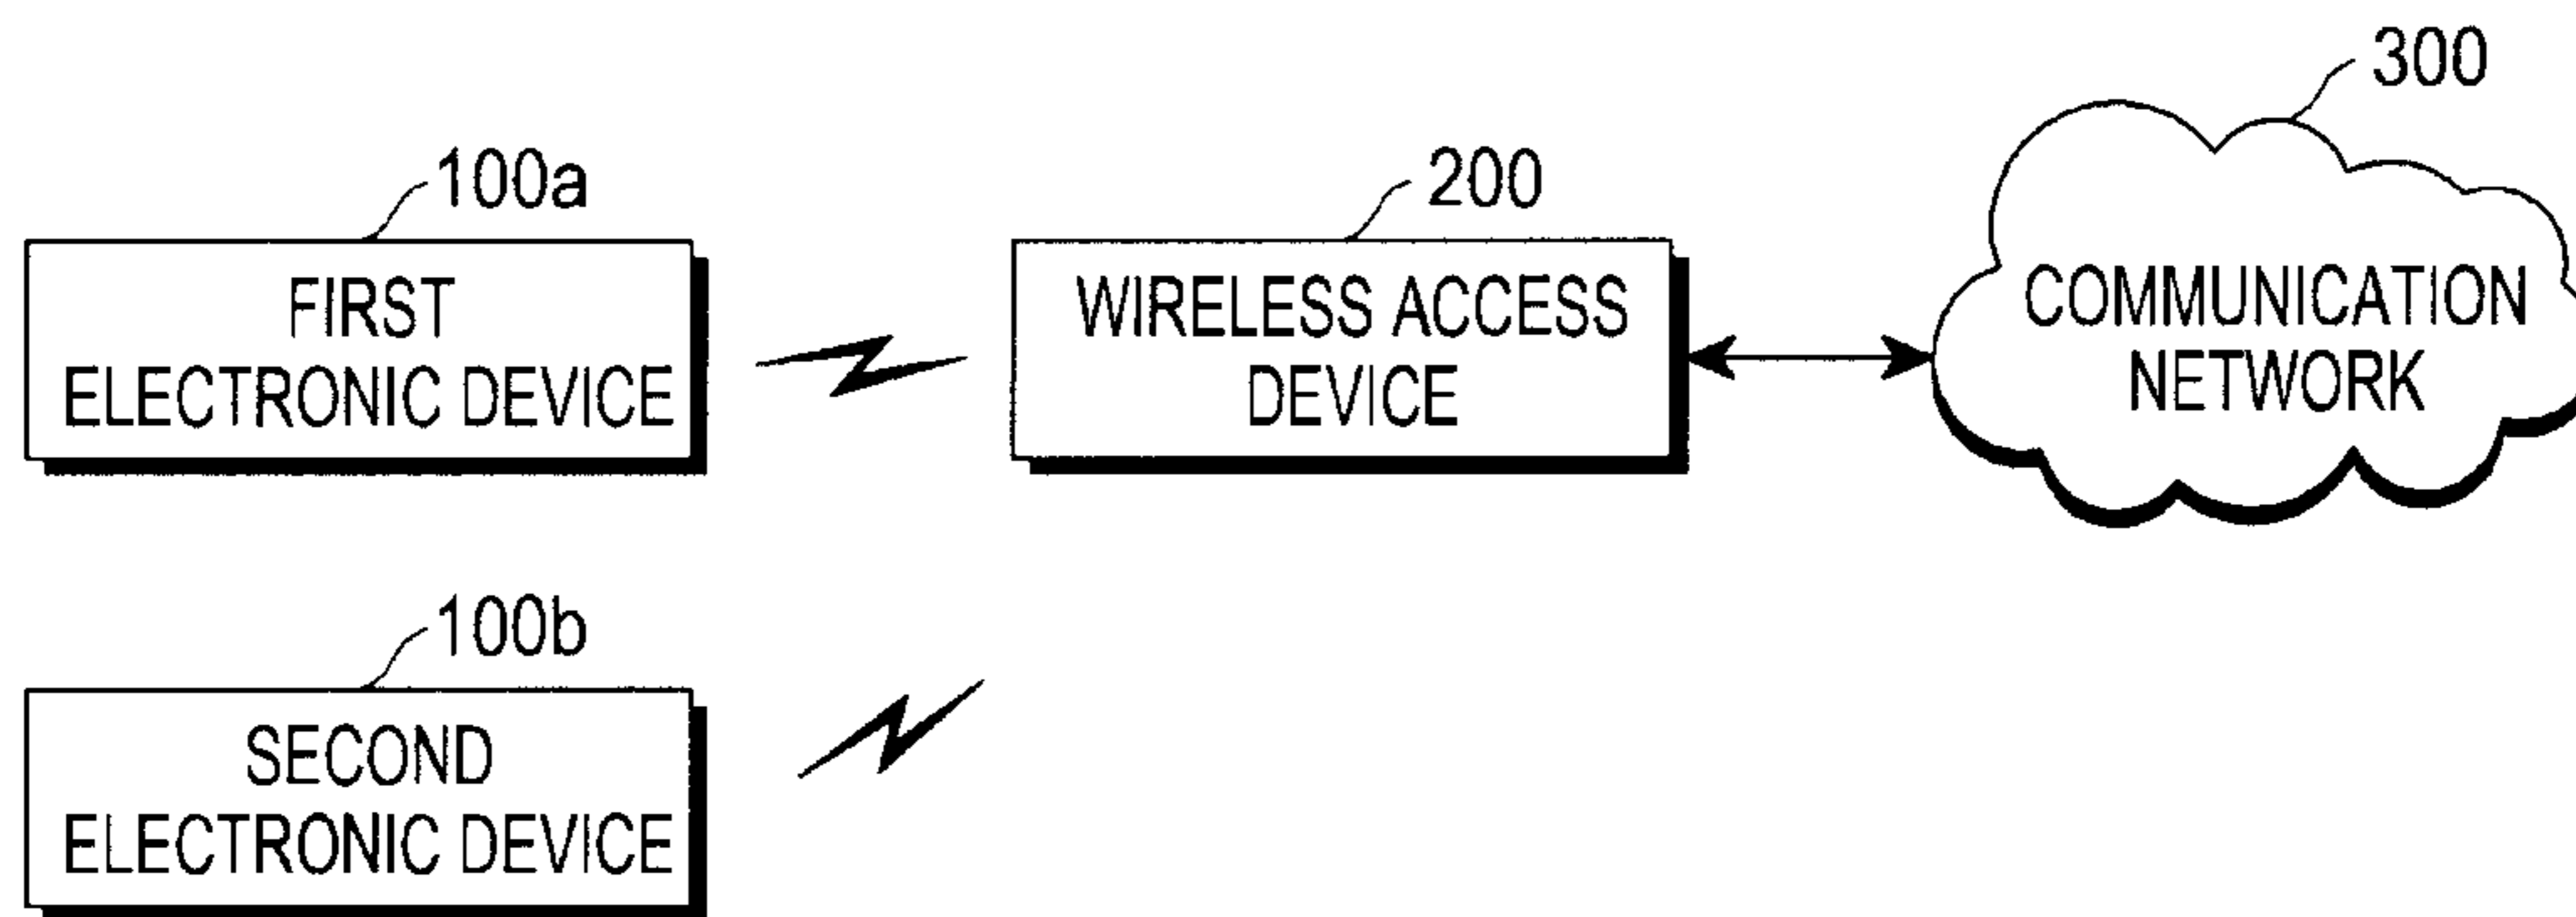 300
100a
200
FIRST
ELECTRONIC DEVICE
WIRELESS ACCESS
DEVICE
COMMUNICATION
NETWORK
100b
SECOND
ELECTRONIC DEVICE